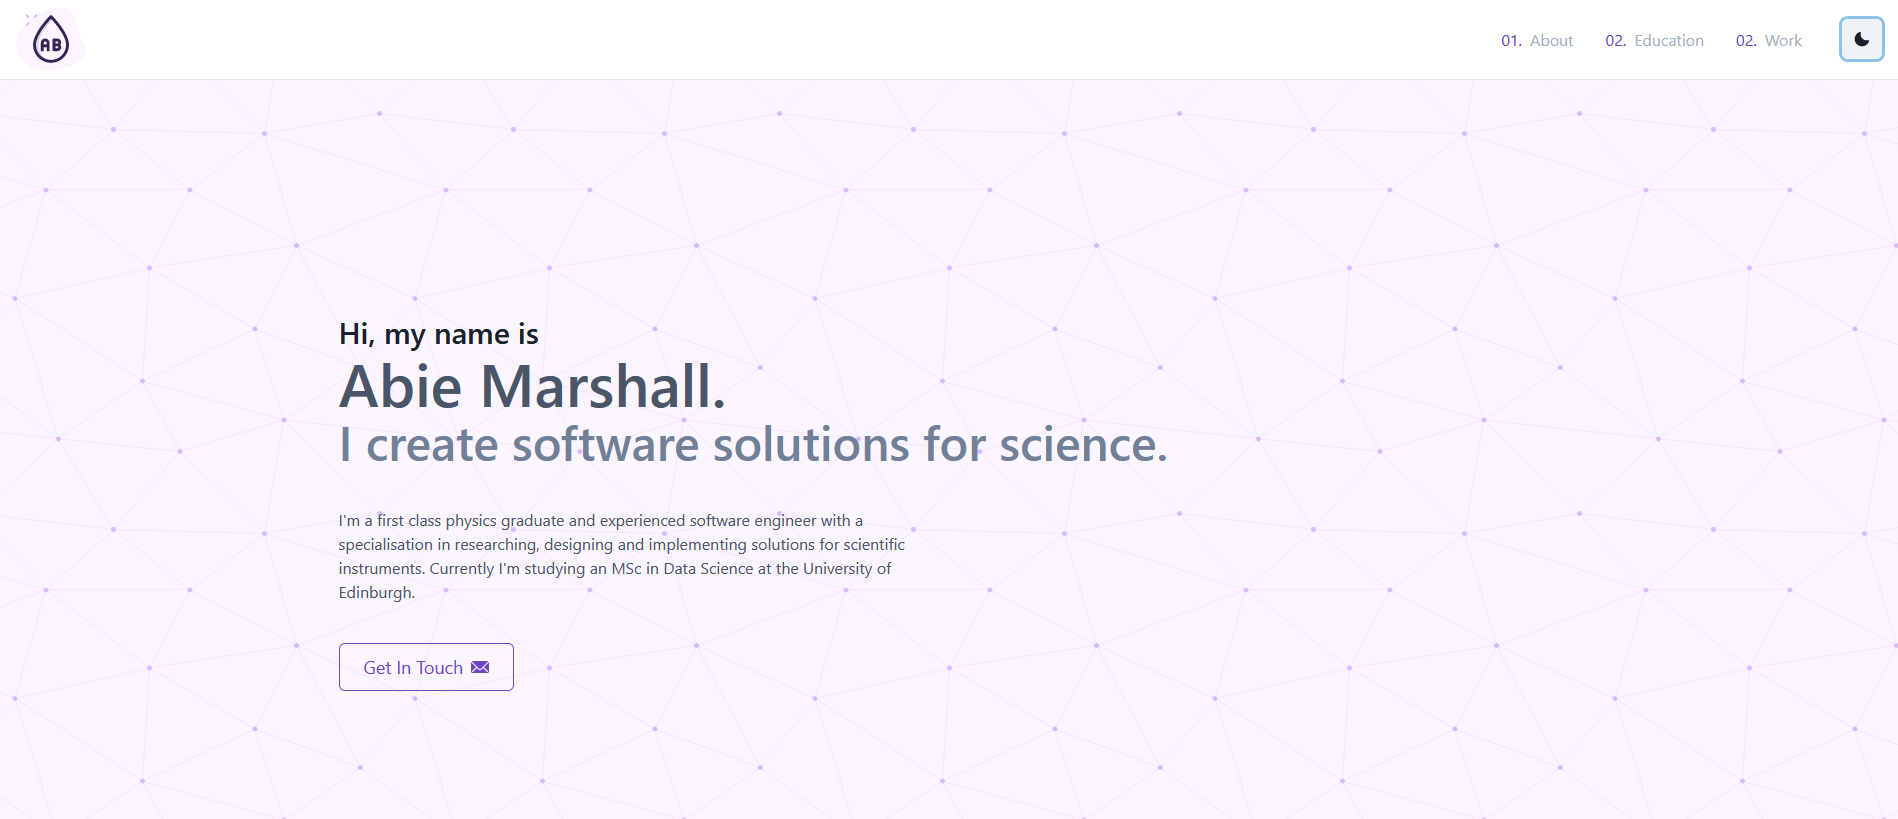 AB
01. About 02. Education 02. Work
Hi, my name is
Abie Marshall.
I create software solutions for science.
I'm a first class physics graduate and experienced software engineer with a
specialisation in researching, designing and implementing solutions for scientific
instruments. Currently I'm studying an MSc in Data Science at the University of
Edinburgh.
Get In Touch